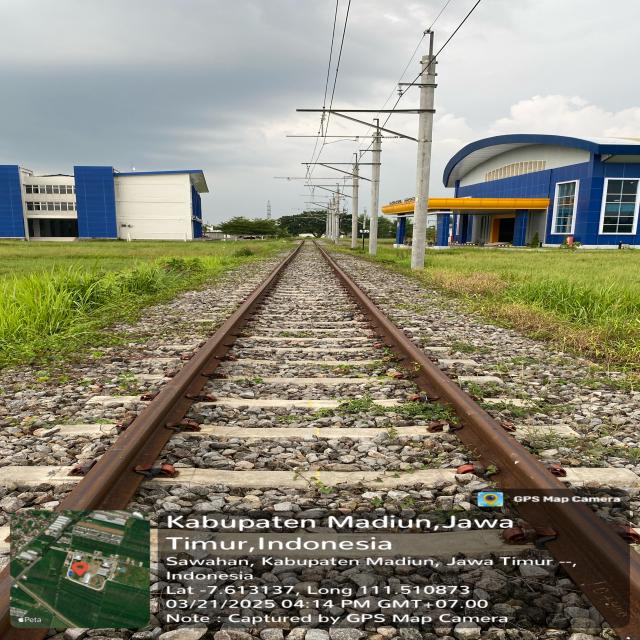 GPS Map Camera
Kabupaten Madiun,Jawa
Timur,Indonesia
Sawahan, Kabupaten Madiun, Jawa Timur --,
Indonesia
Lat -7.613137, Long 111.510873
03/21/2025 04:14 PM GMT+07.00
Note : Captured by GPS Map Camera
Peta